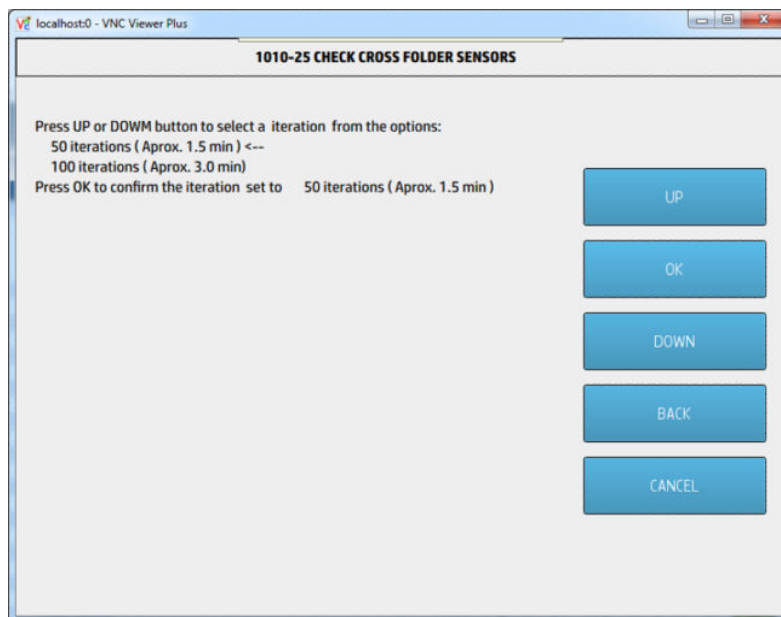 localhost:0 - VNC Viewer Plus
1010-25 CHECK CROSS FOLDER SENSORS
Press UP or DOWM button to select a iteration from the options:
50 iterations ( Aprox. 1.5 min ) <--
100 iterations ( Aprox. 3.0 min)
Press OK to confirm the iteration set to 50 iterations ( Aprox. 1.5 min )
UP
OK
DOWN
BACK
CANCEL